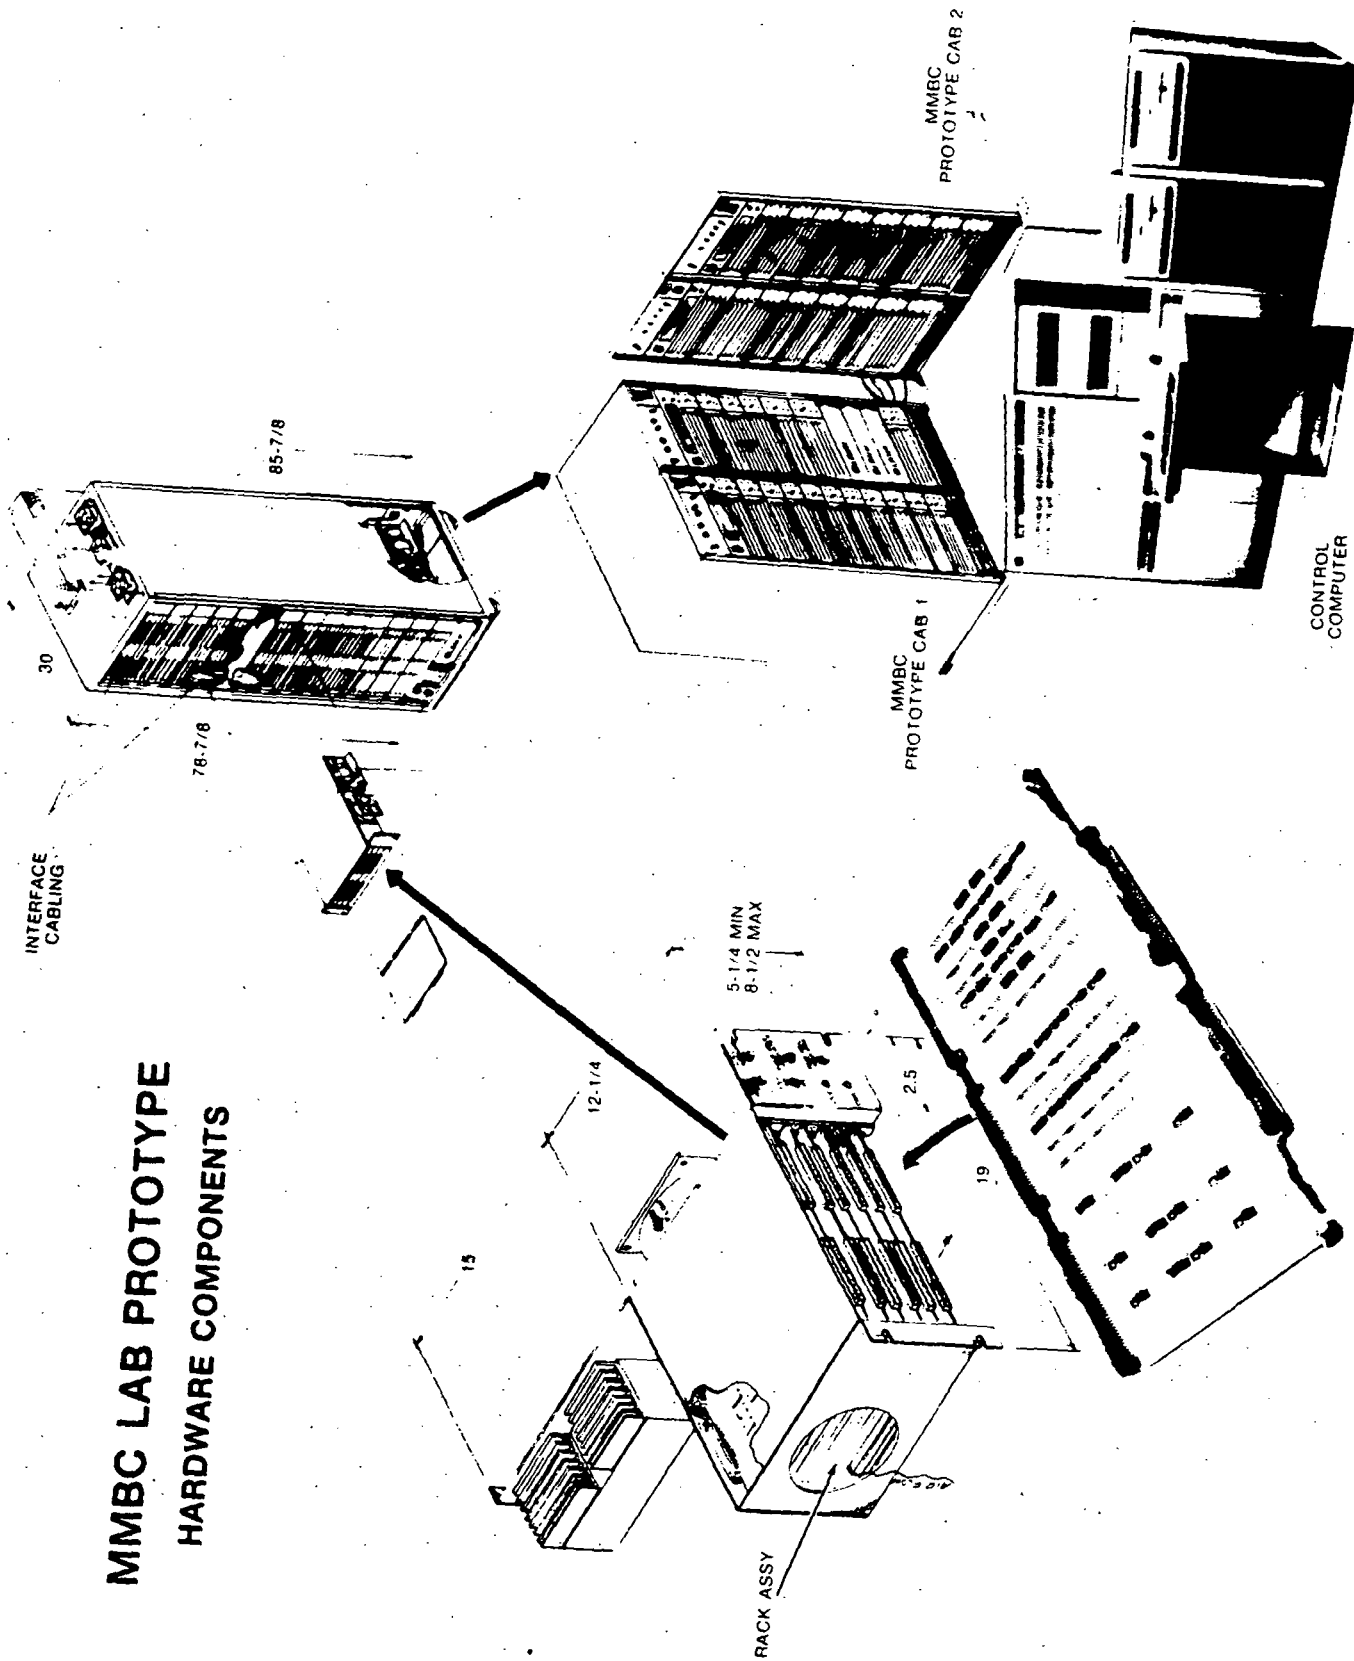 MMBC LAB PROTOTYPE
HARDWARE COMPONENTS
INTERFACE
CABLING
30
78-7/8
85-7/8
15
12-1/4
5-1/4 MIN
8-1/2 MAX
2.5
19
RACK ASSY
MMBC
PROTOTYPE CAB 1
MMBC
PROTOTYPE CAB 2
CONTROL
COMPUTER